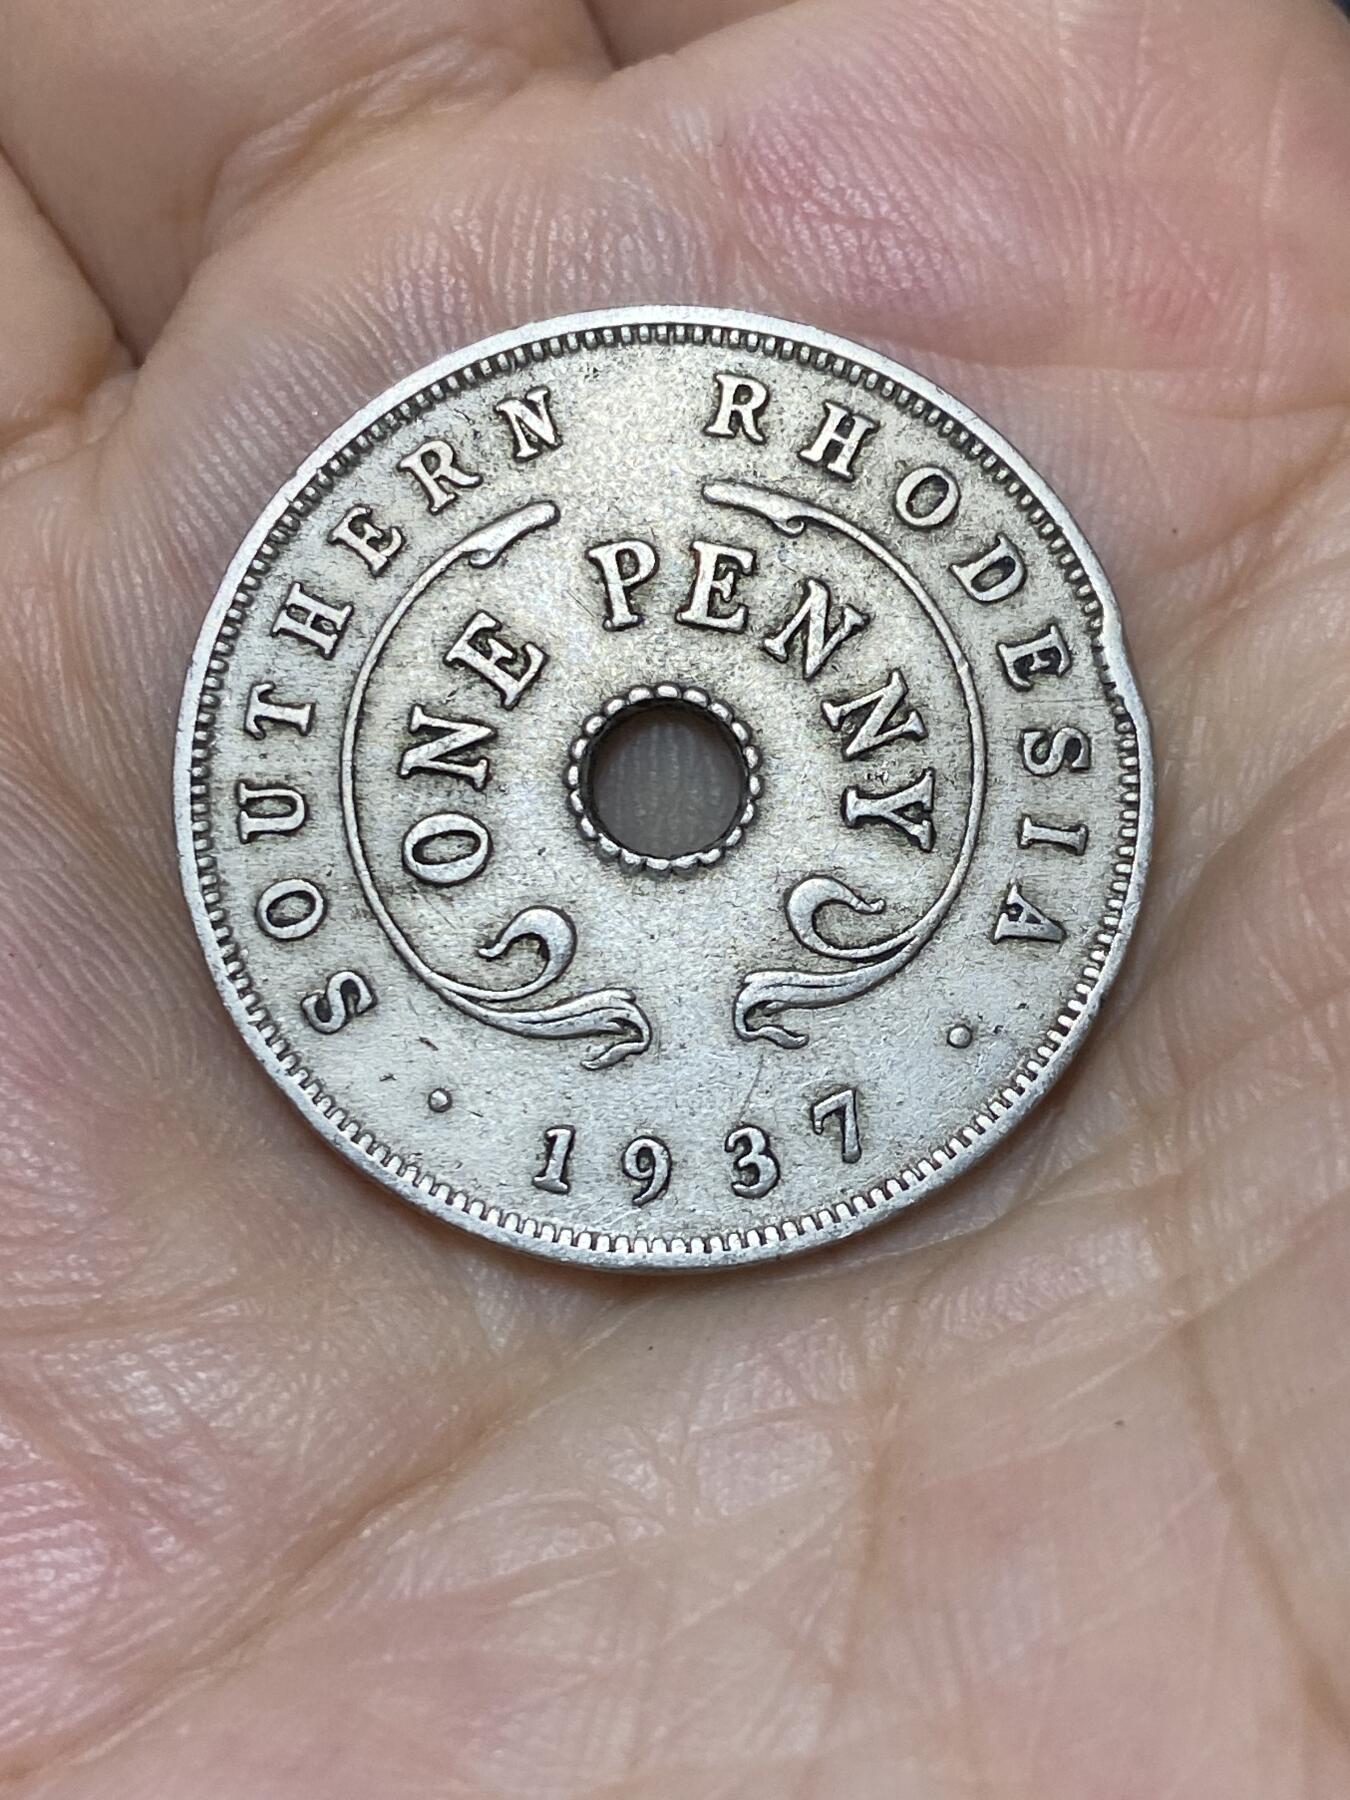 SOUTHERN RHODESIA
ONE PENNY
· 1937 ·